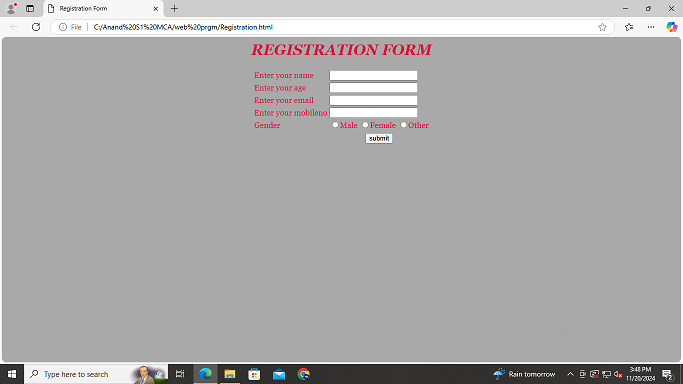 Registration Form
File
C:/Anand%20S1%20MCA/web%20prgm/Registration.html
REGISTRATION FORM
Enter your name
Enter your age
Enter your email
Enter your mobileno
Gender Male Female Other
submit
Type here to search
Rain tomorrow
3:48 PM
11/20/2024
2